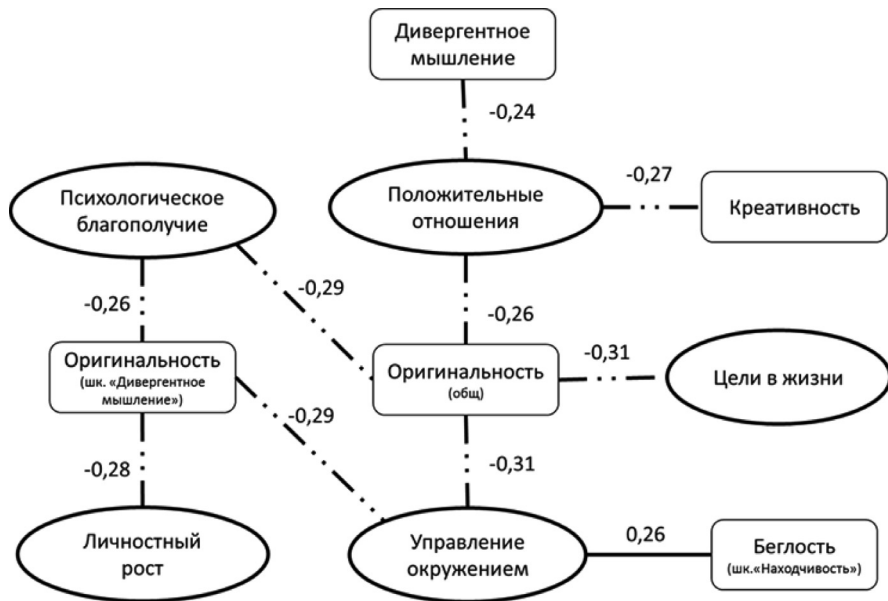 Дивергентное
мышление
-0,24
Психологическое
благополучие
Положительные
отношения
-0,27
Креативность
-0,26
-0,29
-0,26
Оригинальность
(шк. «Дивергентное
мышление»)
Оригинальность
(общ)
-0,31
Цели в жизни
-0,28
-0,29
-0,31
Личностный
рост
Управление
окружением
0,26
Беглость
(шк.«Находчивость»)